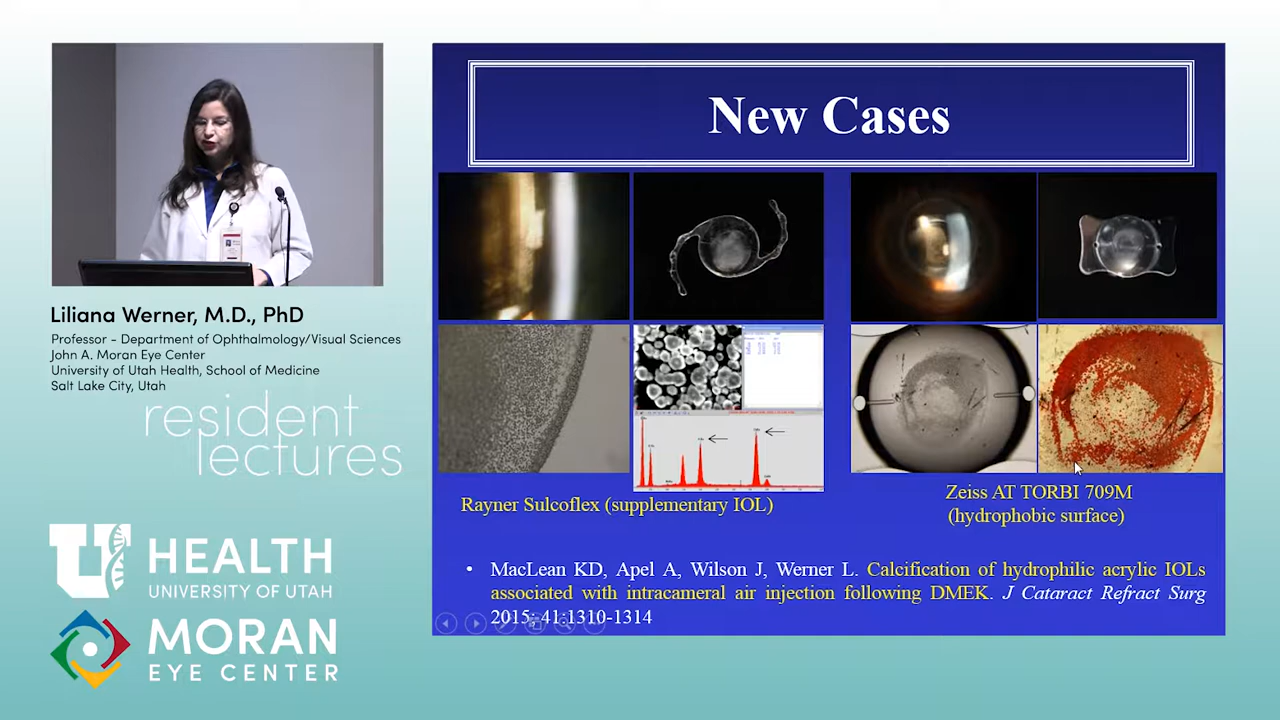 Liliana Werner, M.D., PhD
Professor - Department of Ophthalmology/Visual Sciences
John A. Moran Eye Center
University of Utah Health, School of Medicine
Salt Lake City, Utah
resident
lectures
U
HEALTH
UNIVERSITY OF UTAH
MORAN
EYE CENTER
New Cases
Rayner Sulcoflex (supplementary IOL)
Zeiss AT TORBI 709M
(hydrophobic surface)
• MacLean KD, Apel A, Wilson J, Werner L. Calcification of hydrophilic acrylic IOLs
associated with intracameral air injection following DMEK. J Cataract Refract Surg
2015; 41:1310-1314